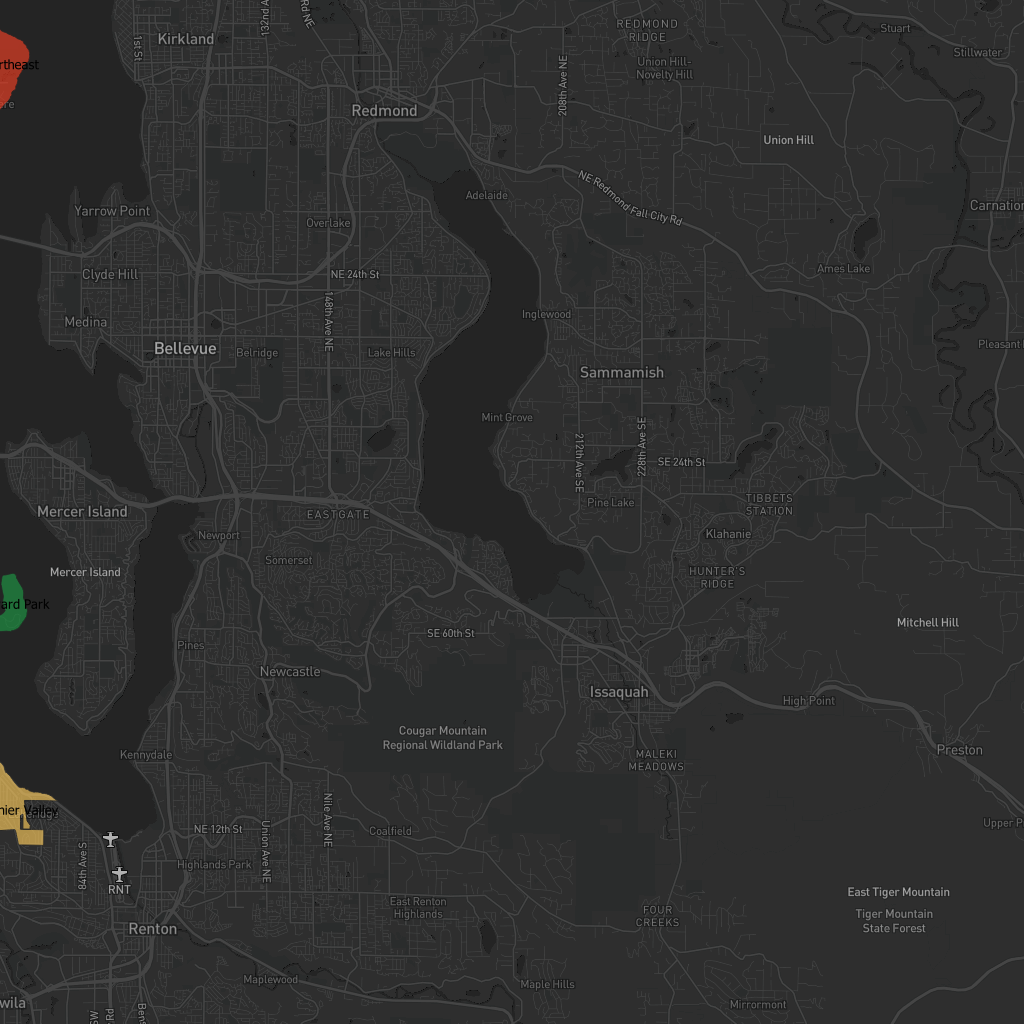 132nd A
Rd NE
REDMOND
RIDGE
Stuart
1st St
Kirkland
Stillwater
rtheast
Union Hill-
Novelty Hill
208th Ave NE
re
Redmond
Union Hill
NE Redmond Fall City Rd
Adelaide
Carnation
Yarrow Point
Overlake
Clyde Hill
NE 24th St
Ames Lake
148th Ave NE
Inglewood
Medina
Bellevue
Belridge
Lake Hills
Pleasant
Sammamish
Mint Grove
212th Ave SE
228th Ave SE
SE 24th St
Mercer Island
EASTGATE
Pine Lake
TIBBETS
STATION
Newport
Klahanie
Somerset
Mercer Island
HUNTER'S
RIDGE
ard Park
Mitchell Hill
SE 60th St
Pines
Newcastle
Issaquah
High Point
Cougar Mountain
Regional Wildland Park
Kennydale
MALEKI
MEADOWS
Preston
nier Valley
Nile Ave NE
NE 12th St
Coalfield
Upper P
84th Ave S
Union Ave NE
Highlands Park
RNT
East Tiger Mountain
East Renton
Highlands
FOUR
CREEKS
Tiger Mountain
State Forest
Renton
Maplewood
Maple Hills
wila
SW
Rd
Bens
Mirrormont